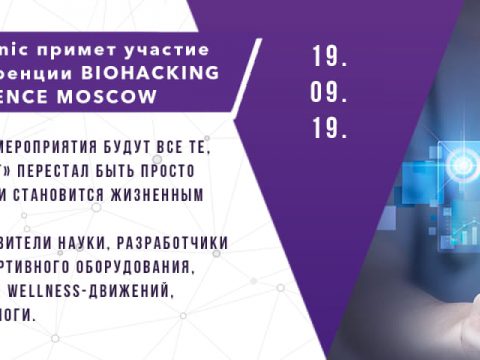 nic примет участие
ренции BIOHACKING
ENCE MOSCOW
19.
09.
19.
МЕРОПРИЯТИЯ БУДУТ ВСЕ ТЕ,
Т» ПЕРЕСТАЛ БЫТЬ ПРОСТО
И СТАНОВИТСЯ ЖИЗНЕННЫМ
ВИТЕЛИ НАУКИ, РАЗРАБОТЧИКИ
РТИВНОГО ОБОРУДОВАНИЯ,
WELLNESS-ДВИЖЕНИЙ,
ЛОГИ.